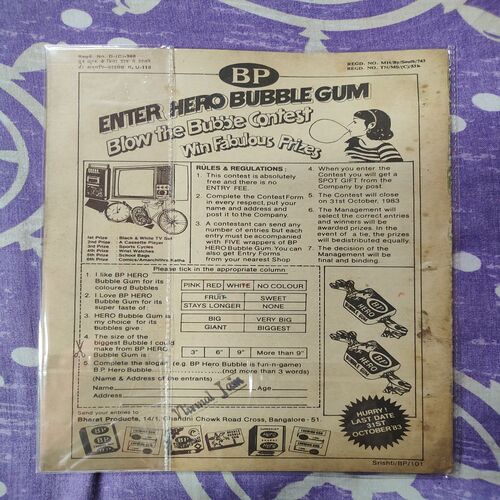 Regd. No. D-(C)-360
REGD. NO. MH/By/South/743
REGD. NO. TN/MS/(C)/316
BP
ENTER HERO BUBBLE GUM
Blow the Bubble Contest
Win Fabulous Prizes
RULES & REGULATIONS :
1. This contest is absolutely
free and there is no
ENTRY FEE.
2. Complete the Contest Form
in every respect, put your
name and address and
post it to the Company.
3. A contestant can send any
number of entries but each
entry must be accompanied
with FIVE wrappers of BP
HERO Bubble Gum. You can
also get Entry Forms
from your nearest Shop
4. When you enter the
Contest you will get a
SPOT GIFT from the
Company by post.
5. The Contest will close
on 31st October, 1983
6. The Management will
select the correct entries
and winners will be
awarded prizes. In the
event of a tie, the prizes
will be distributed equally.
7. The decision of the
Management will be
final and binding.
1st Prize Black & White TV Set
2nd Prize A Cassette Player
3rd Prize Sports Cycles
4th Prize Wrist Watches
5th Prize School Bags
6th Prize Comics/Amarchitra Katha
Please tick in the appropriate column
1. I like BP HERO
Bubble Gum for its
coloured Bubbles
PINK RED WHITE NO COLOUR
2. I Love BP HERO
Bubble Gum for its
super taste of:
FRUIT SWEET
STAYS LONGER NONE
3. HERO Bubble Gum is
my choice for its
bubbles give.
BIG VERY BIG
GIANT BIGGEST
4. The size of the
biggest Bubble I could
make from BP HERO
Bubble Gum is
3" 6" 9" More than 9"
5. Complete the slogan (e.g. BP Hero Bubble is fun-n-game)
B.P. Hero Bubble.... (not more than 3 words)
(Name & Address of the entrants)
Name Age
Address
Send your entries to
Bharat Products, 14/1, Chandni Chowk Road Cross, Bangalore - 51.
BP
HERO
BP
HERO
HURRY !
LAST DATE
31ST
OCTOBER'83
BP
Srishti/BP/101